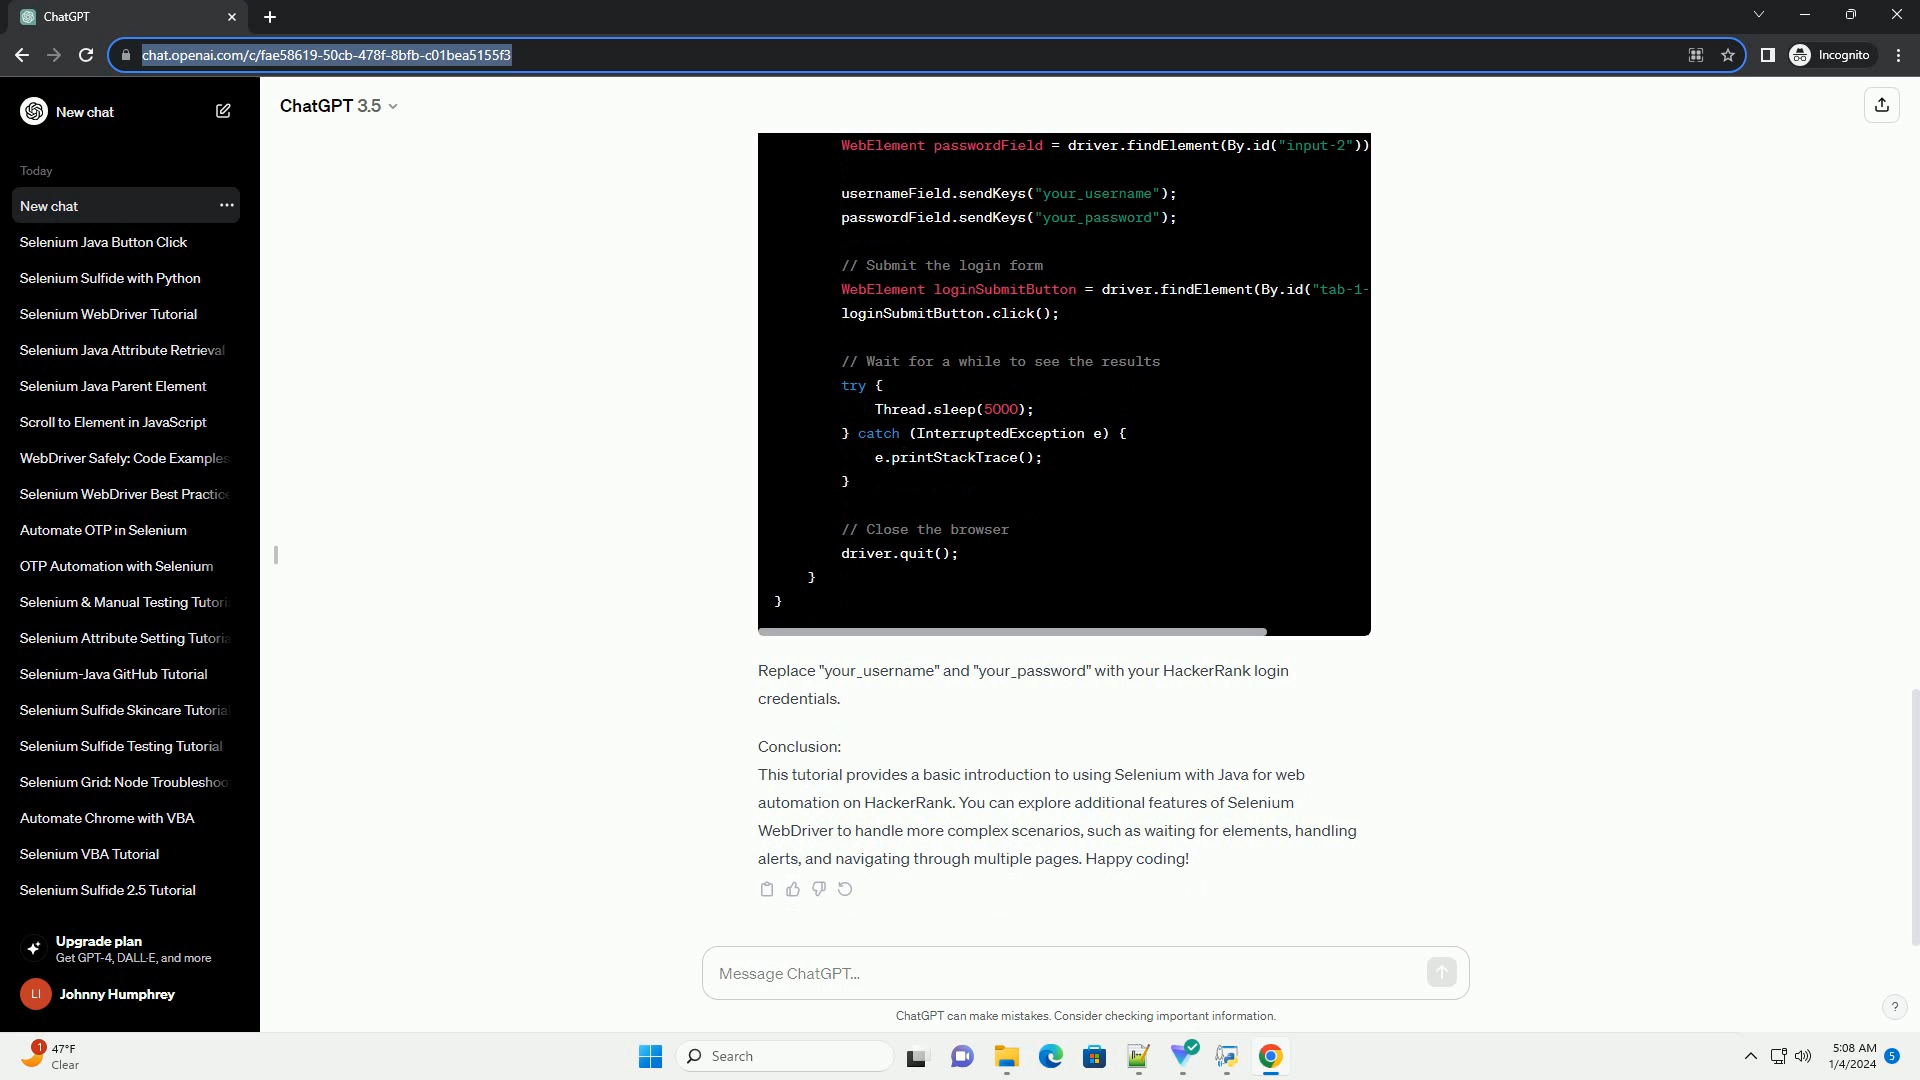 ChatGPT
chat.openai.com/c/fae58619-50cb-478f-8bfb-c01bea5155f3
Incognito
New chat
Today
New chat
Selenium Java Button Click
Selenium Sulfide with Python
Selenium WebDriver Tutorial
Selenium Java Attribute Retrieval
Selenium Java Parent Element
Scroll to Element in JavaScript
WebDriver Safely: Code Examples
Selenium WebDriver Best Practice
Automate OTP in Selenium
OTP Automation with Selenium
Selenium & Manual Testing Tutori
Selenium Attribute Setting Tutoria
Selenium-Java GitHub Tutorial
Selenium Sulfide Skincare Tutoria
Selenium Sulfide Testing Tutorial
Selenium Grid: Node Troubleshoo
Automate Chrome with VBA
Selenium VBA Tutorial
Selenium Sulfide 2.5 Tutorial
Upgrade plan
Get GPT-4, DALL·E, and more
LI
Johnny Humphrey
ChatGPT 3.5
WebElement passwordField = driver.findElement(By.id("input-2"))
usernameField.sendKeys("your_username");
passwordField.sendKeys("your_password");
// Submit the login form
WebElement loginSubmitButton = driver.findElement(By.id("tab-1-
loginSubmitButton.click();
// Wait for a while to see the results
try {
Thread.sleep(5000);
} catch (InterruptedException e) {
e.printStackTrace();
}
// Close the browser
driver.quit();
}
}
Replace "your_username" and "your_password" with your HackerRank login
credentials.
Conclusion:
This tutorial provides a basic introduction to using Selenium with Java for web
automation on HackerRank. You can explore additional features of Selenium
WebDriver to handle more complex scenarios, such as waiting for elements, handling
alerts, and navigating through multiple pages. Happy coding!
Message ChatGPT...
ChatGPT can make mistakes. Consider checking important information.
?
1
47°F
Clear
Search
5:08 AM
1/4/2024
5